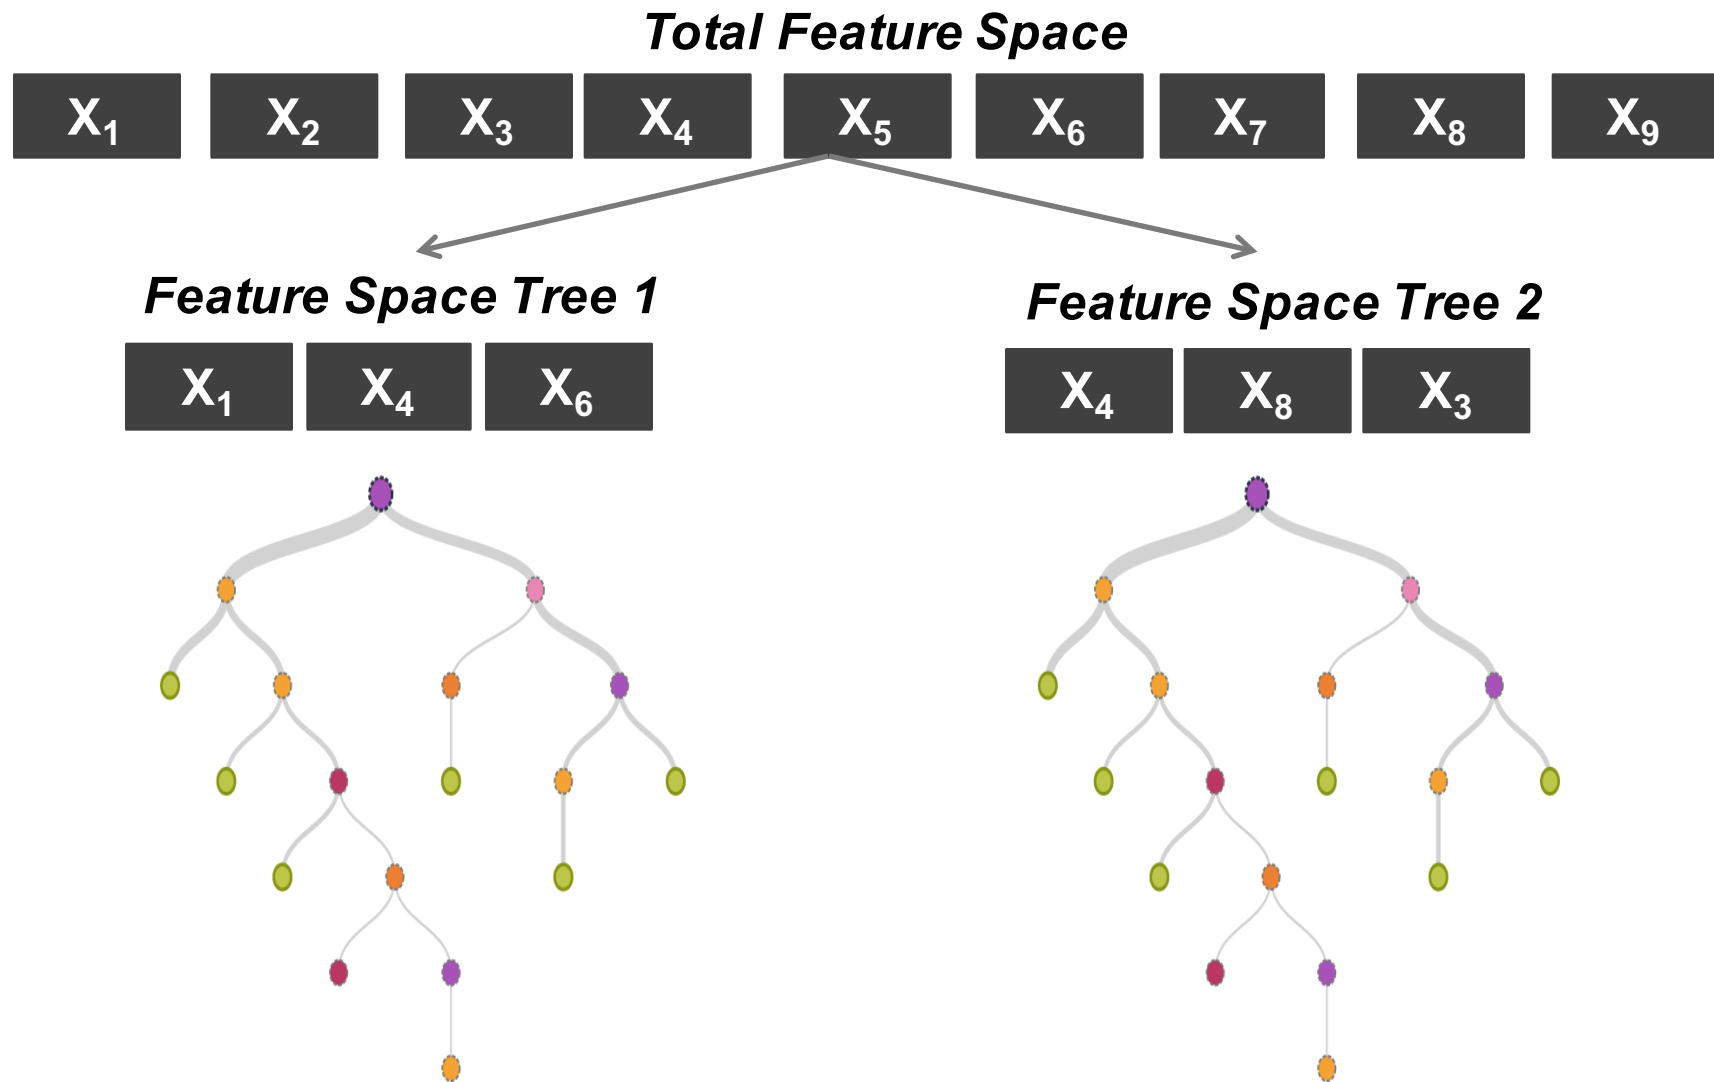 Total Feature Space
X₁ X₂ X₃ X₄ X₅ X₆ X₇ X₈ X₉
Feature Space Tree 1
X₁ X₄ X₆
Feature Space Tree 2
X₄ X₈ X₃